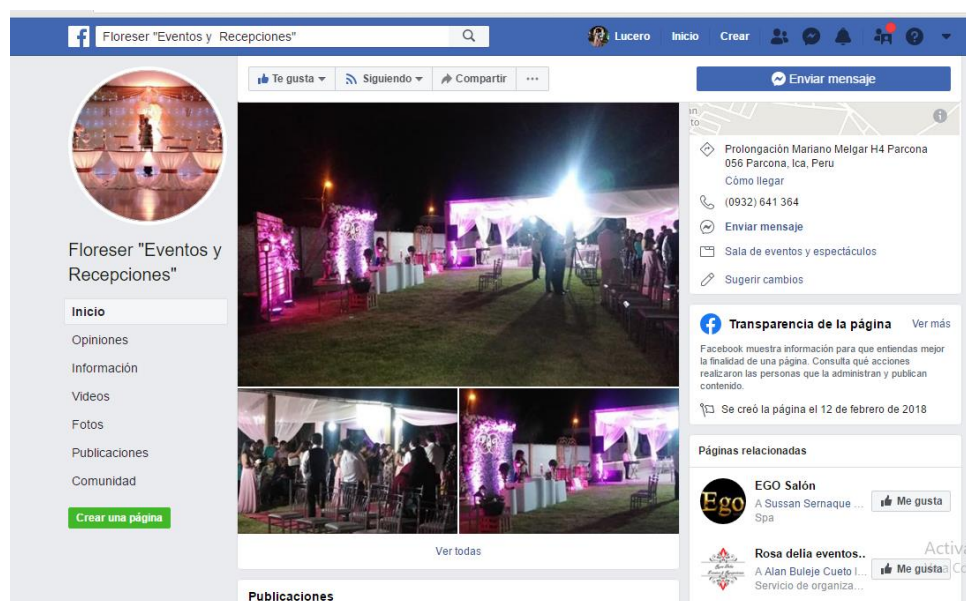 Floreser "Eventos y Recepciones"
Lucero
Inicio
Crear
Te gusta
Siguiendo
Compartir
Enviar mensaje
Floreser "Eventos y
Recepciones"
Inicio
Opiniones
Información
Videos
Fotos
Publicaciones
Comunidad
Crear una página
Ver todas
Publicaciones
Prolongación Mariano Melgar H4 Parcona
056 Parcona, Ica, Peru
Cómo llegar
(0932) 641 364
Enviar mensaje
Sala de eventos y espectáculos
Sugerir cambios
Transparencia de la página Ver más
Facebook muestra información para que entiendas mejor
la finalidad de una página. Consulta qué acciones
realizaron las personas que la administran y publican
contenido.
Se creó la página el 12 de febrero de 2018
Páginas relacionadas
Ego
EGO Salón
A Sussan Sernaque ...
Spa
Me gusta
Rosa delia eventos..
A Alan Buleje Cueto l...
Servicio de organiza...
Me gusta
Activa